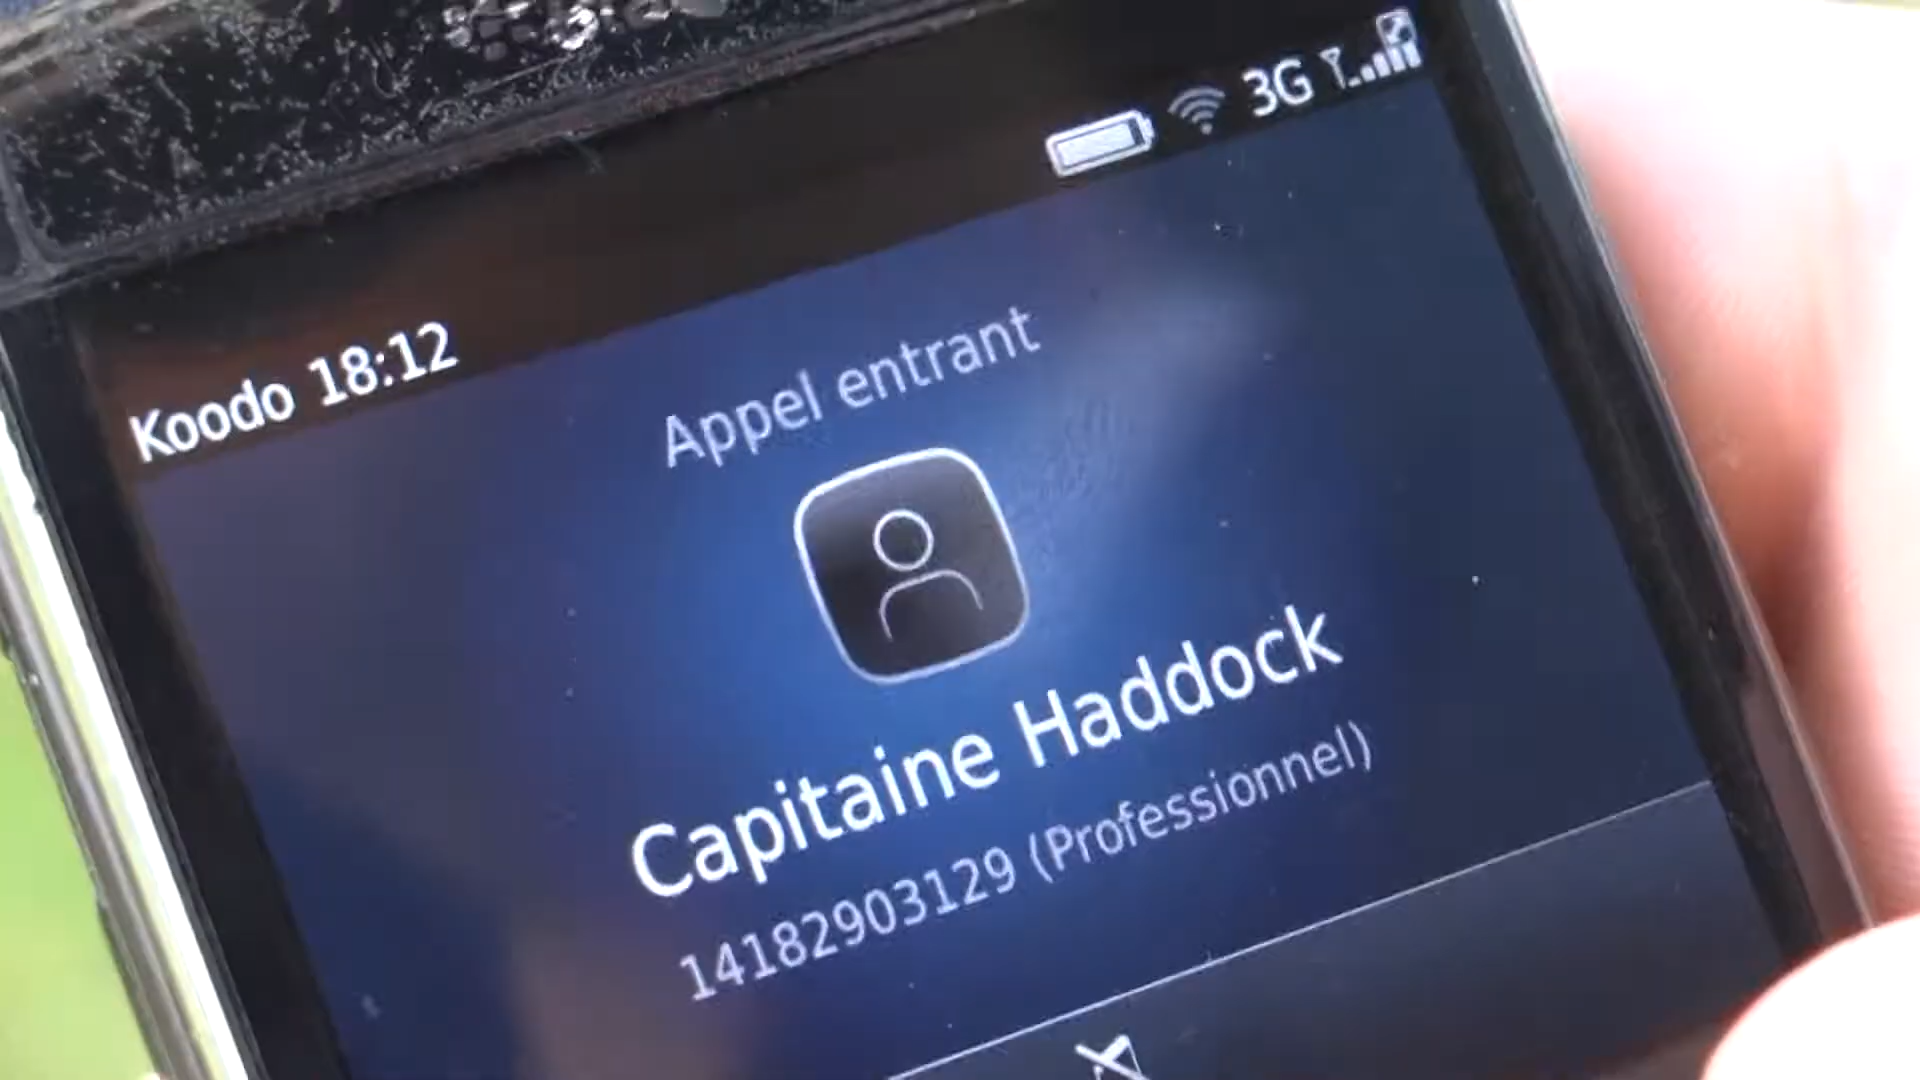 3G
Koodo 18:12
Appel entrant
Capitaine Haddock
14182903129 (Professionnel)